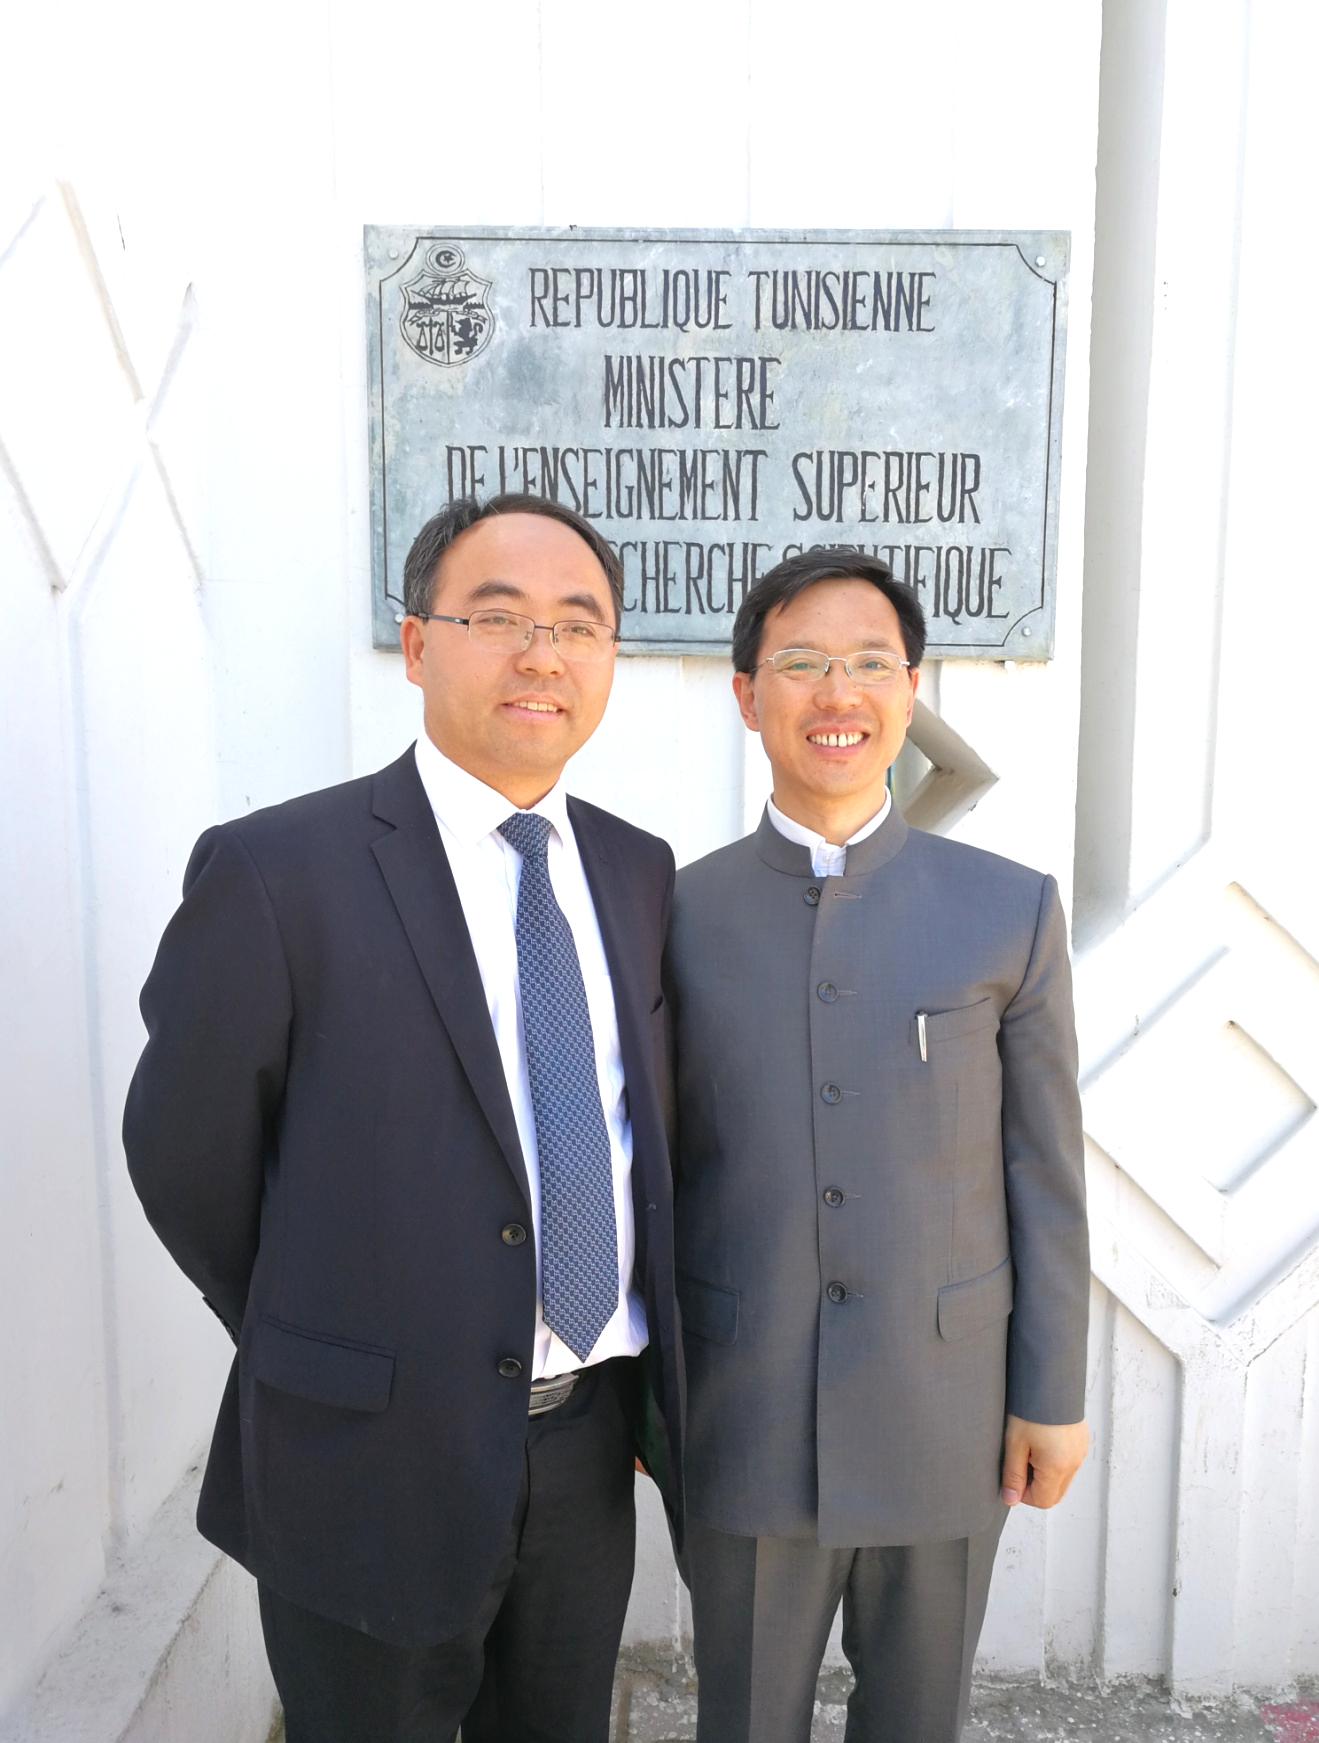 REPUBLIQUE TUNISIENNE
MINISTERE
DE L'ENSEIGNEMENT SUPERIEUR